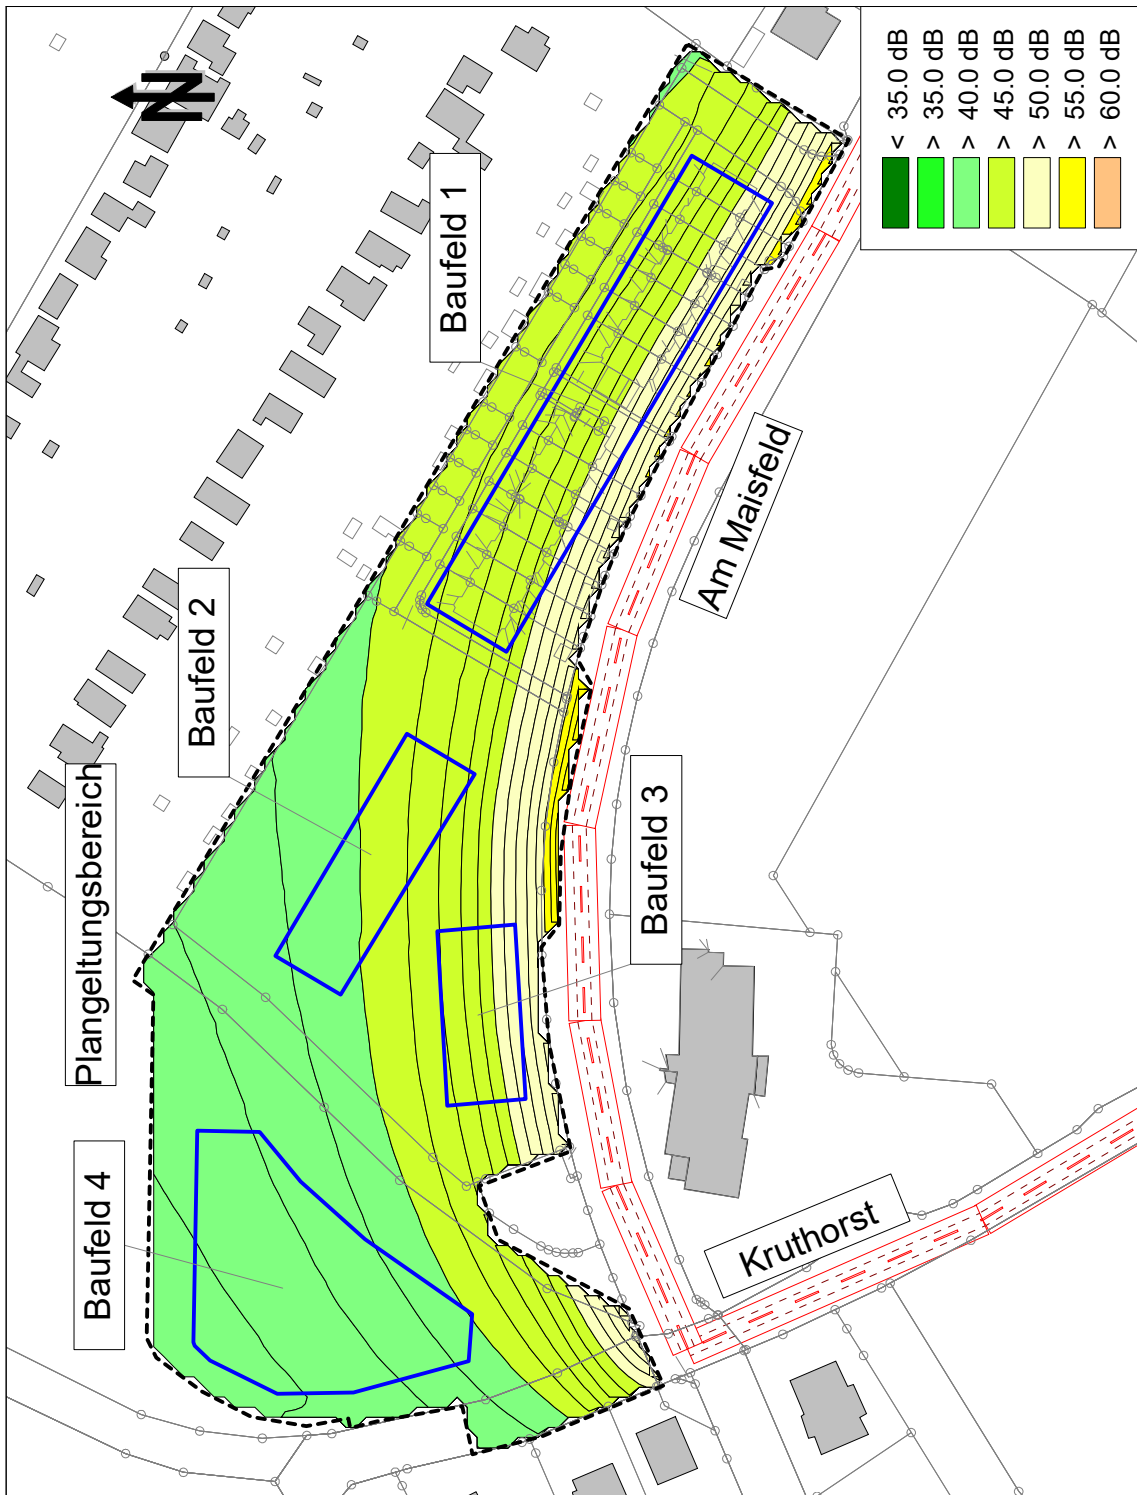 Plangeltungsbereich
Baufeld 4
Baufeld 2
Baufeld 1
Baufeld 3
Kruthorst
Am Maisfeld
N
< 35.0 dB
> 35.0 dB
> 40.0 dB
> 45.0 dB
> 50.0 dB
> 55.0 dB
> 60.0 dB